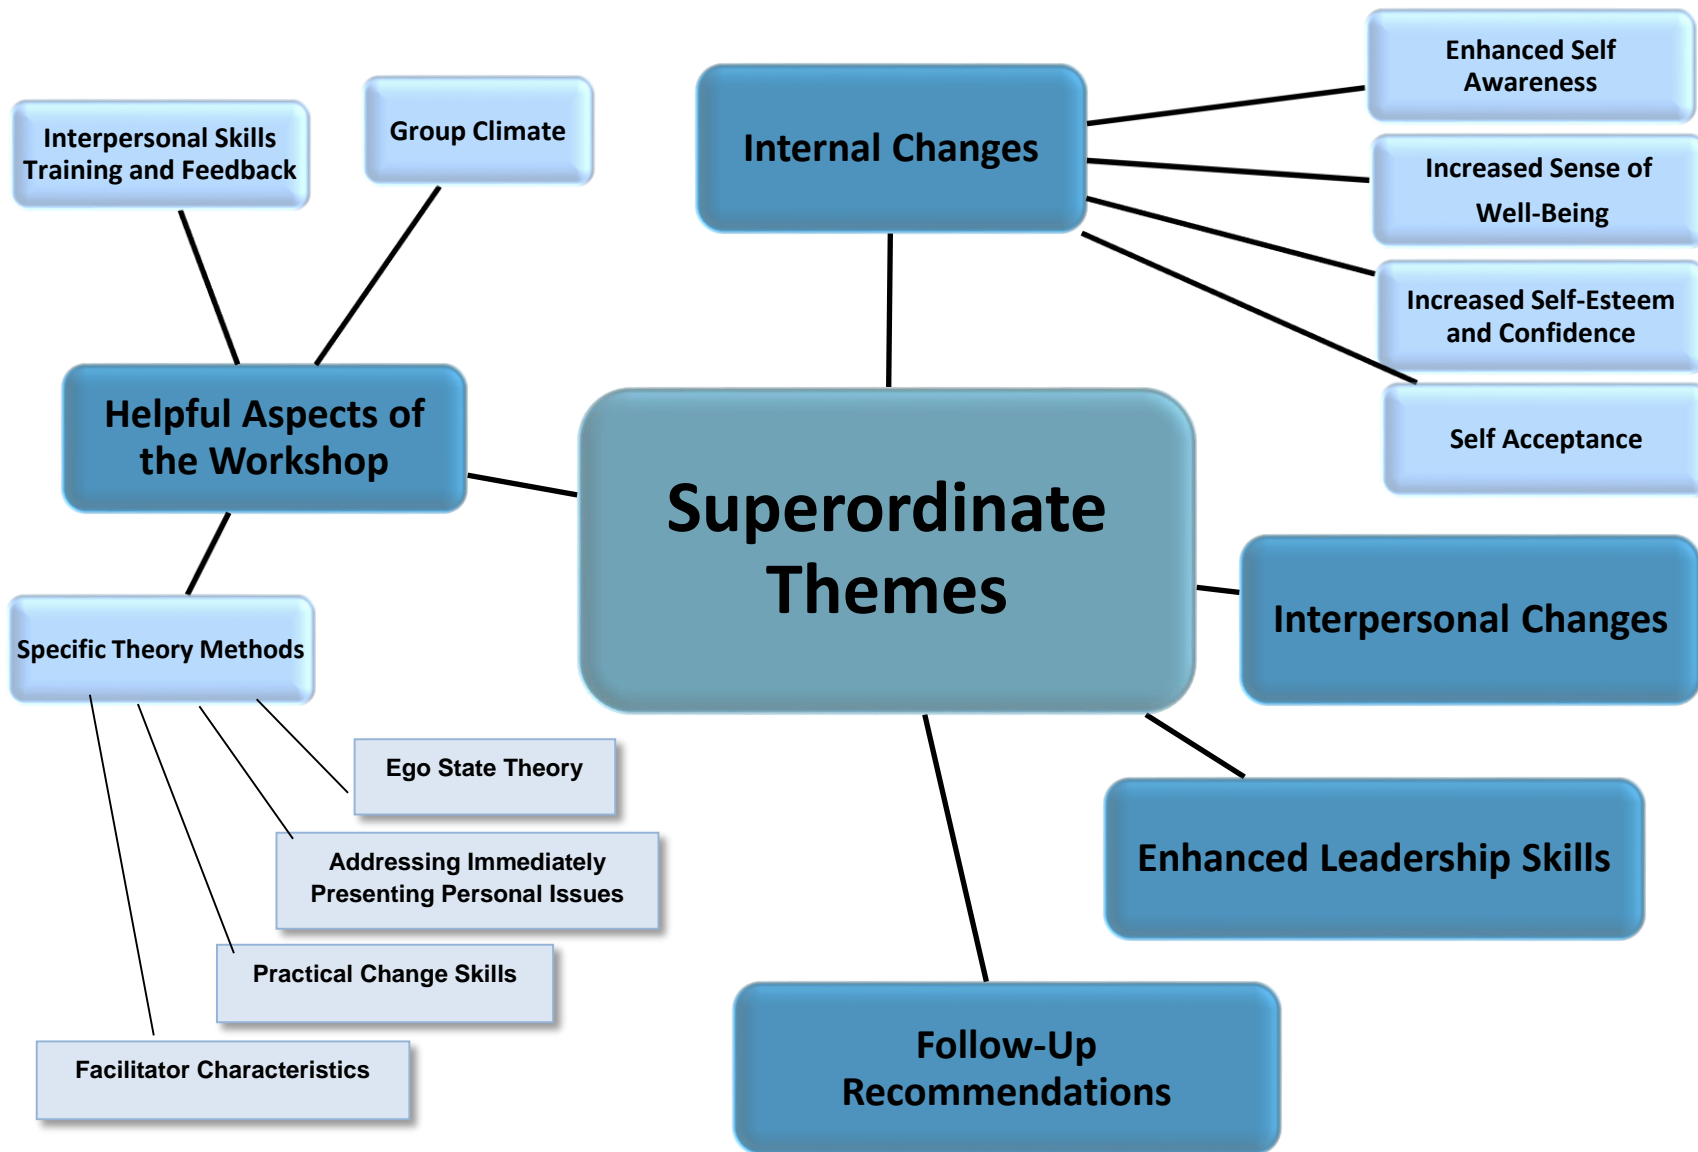 Enhanced Self
Awareness
Interpersonal Skills
Training and Feedback
Group Climate
Internal Changes
Increased Sense of
Well-Being
Increased Self-Esteem
and Confidence
Self Acceptance
Helpful Aspects of
the Workshop
Superordinate
Themes
Interpersonal Changes
Specific Theory Methods
Ego State Theory
Addressing Immediately
Presenting Personal Issues
Practical Change Skills
Facilitator Characteristics
Enhanced Leadership Skills
Follow-Up
Recommendations